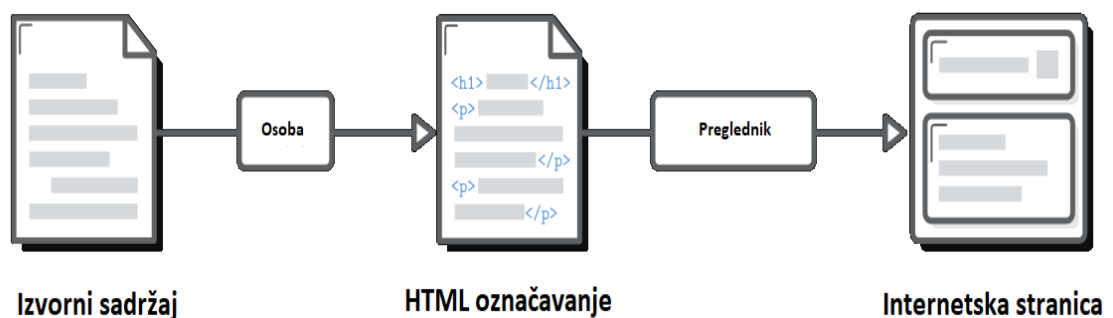 <h1> </h1>
<p>
</p>
<p>
</p>
Osoba
Preglednik
Izvorni sadržaj
HTML označavanje
Internetska stranica